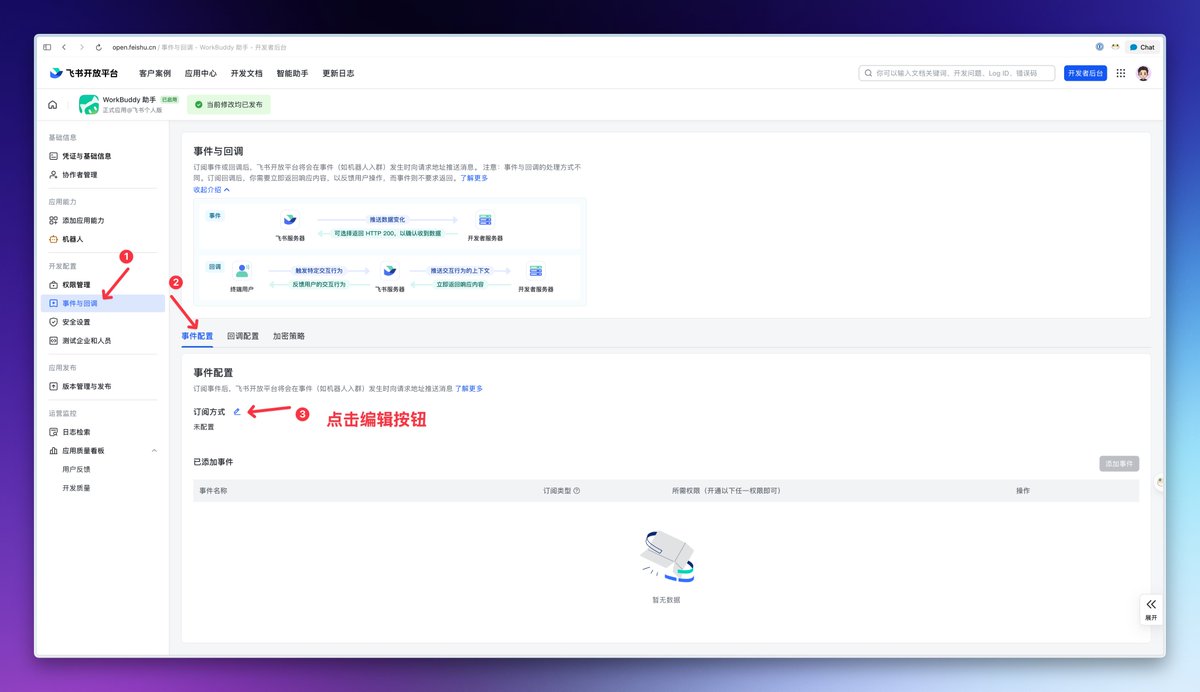 open.feishu.cn / 事件与回调 - WorkBuddy 助手 - 开发者后台
Chat
飞书开放平台 客户案例 应用中心 开发文档 智能助手 更新日志
你可以输入文档关键词、开发问题、Log ID、错误码
开发者后台
WorkBuddy 助手 已启用
正式应用@飞书个人版
当前修改均已发布
基础信息
凭证与基础信息
协作者管理
应用能力
添加应用能力
机器人
开发配置
权限管理
事件与回调
安全设置
测试企业和人员
应用发布
版本管理与发布
运营监控
日志检索
应用质量看板
用户反馈
开发质量
1
2
事件与回调
订阅事件或回调后,飞书开放平台将会在事件(如机器人入群)发生时向请求地址推送消息。 注意:事件与回调的处理方式不
同。订阅回调后,你需要立即返回响应内容,以反馈用户操作,而事件则不要求返回。了解更多
收起介绍
事件
飞书服务器
推送数据变化
可选择返回 HTTP 200,以确认收到数据
开发者服务器
回调
终端用户
触发特定交互行为
反馈用户的交互行为
飞书服务器
推送交互行为的上下文
立即返回响应内容
开发者服务器
事件配置 回调配置 加密策略
事件配置
订阅事件后,飞书开放平台将会在事件(如机器人入群)发生时向请求地址推送消息 了解更多
订阅方式
3 点击编辑按钮
未配置
已添加事件
添加事件
事件名称 订阅类型 所需权限(开通以下任一权限即可) 操作
暂无数据
展开